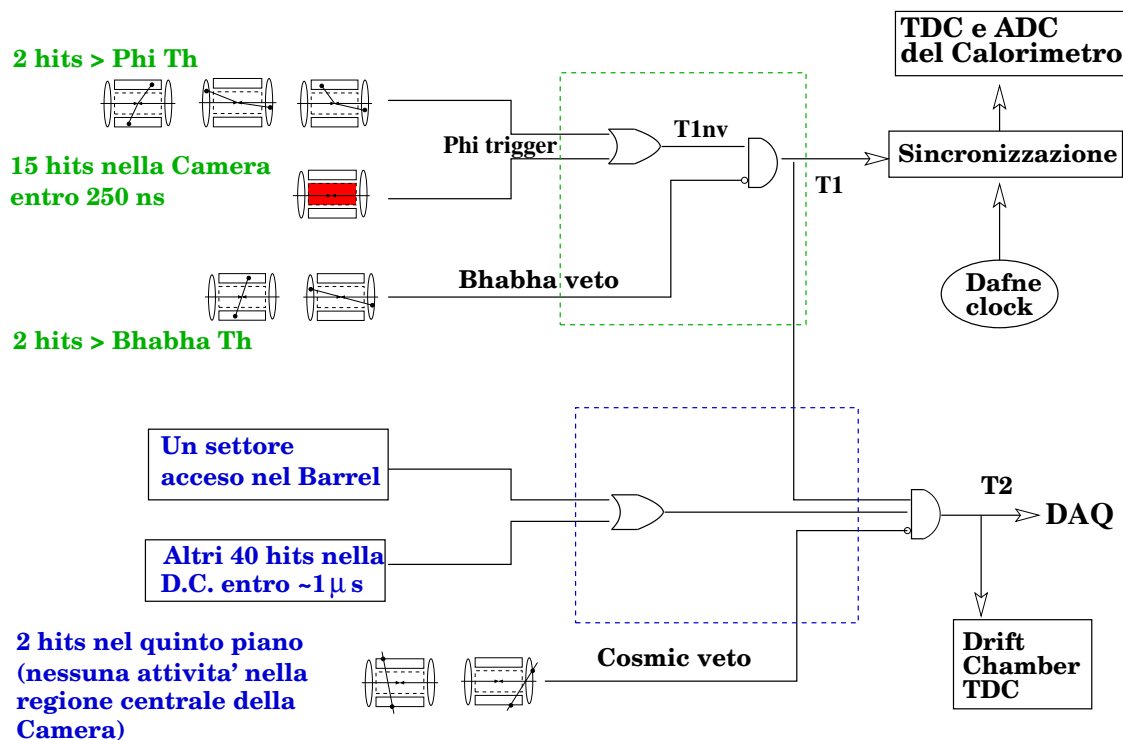 2 hits > Phi Th
TDC e ADC
del Calorimetro
15 hits nella Camera
entro 250 ns
Phi trigger
T1nv
T1
Sincronizzazione
Bhabha veto
Dafne
clock
2 hits > Bhabha Th
Un settore
acceso nel Barrel
Altri 40 hits nella
D.C. entro ~1 μ s
T2
DAQ
2 hits nel quinto piano
(nessuna attivita' nella
regione centrale della
Camera)
Cosmic veto
Drift
Chamber
TDC